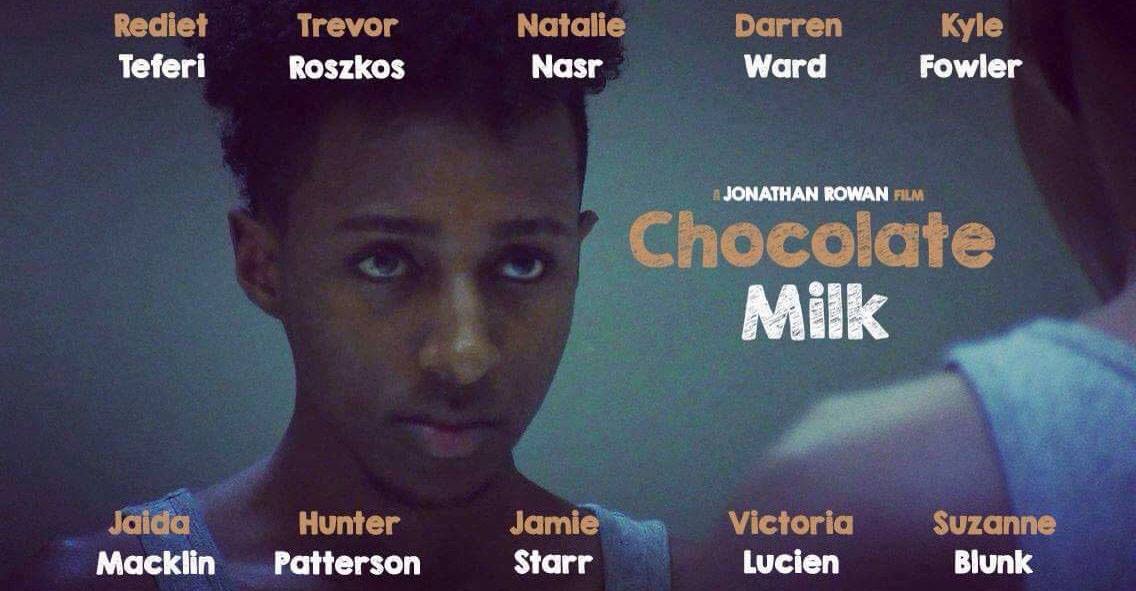 Rediet Trevor Natalie Darren Kyle
Teferi Roszkos Nasr Ward Fowler
A JONATHAN ROWAN FILM
Chocolate
Milk
Jaida Hunter Jamie Victoria Suzanne
Macklin Patterson Starr Lucien Blunk